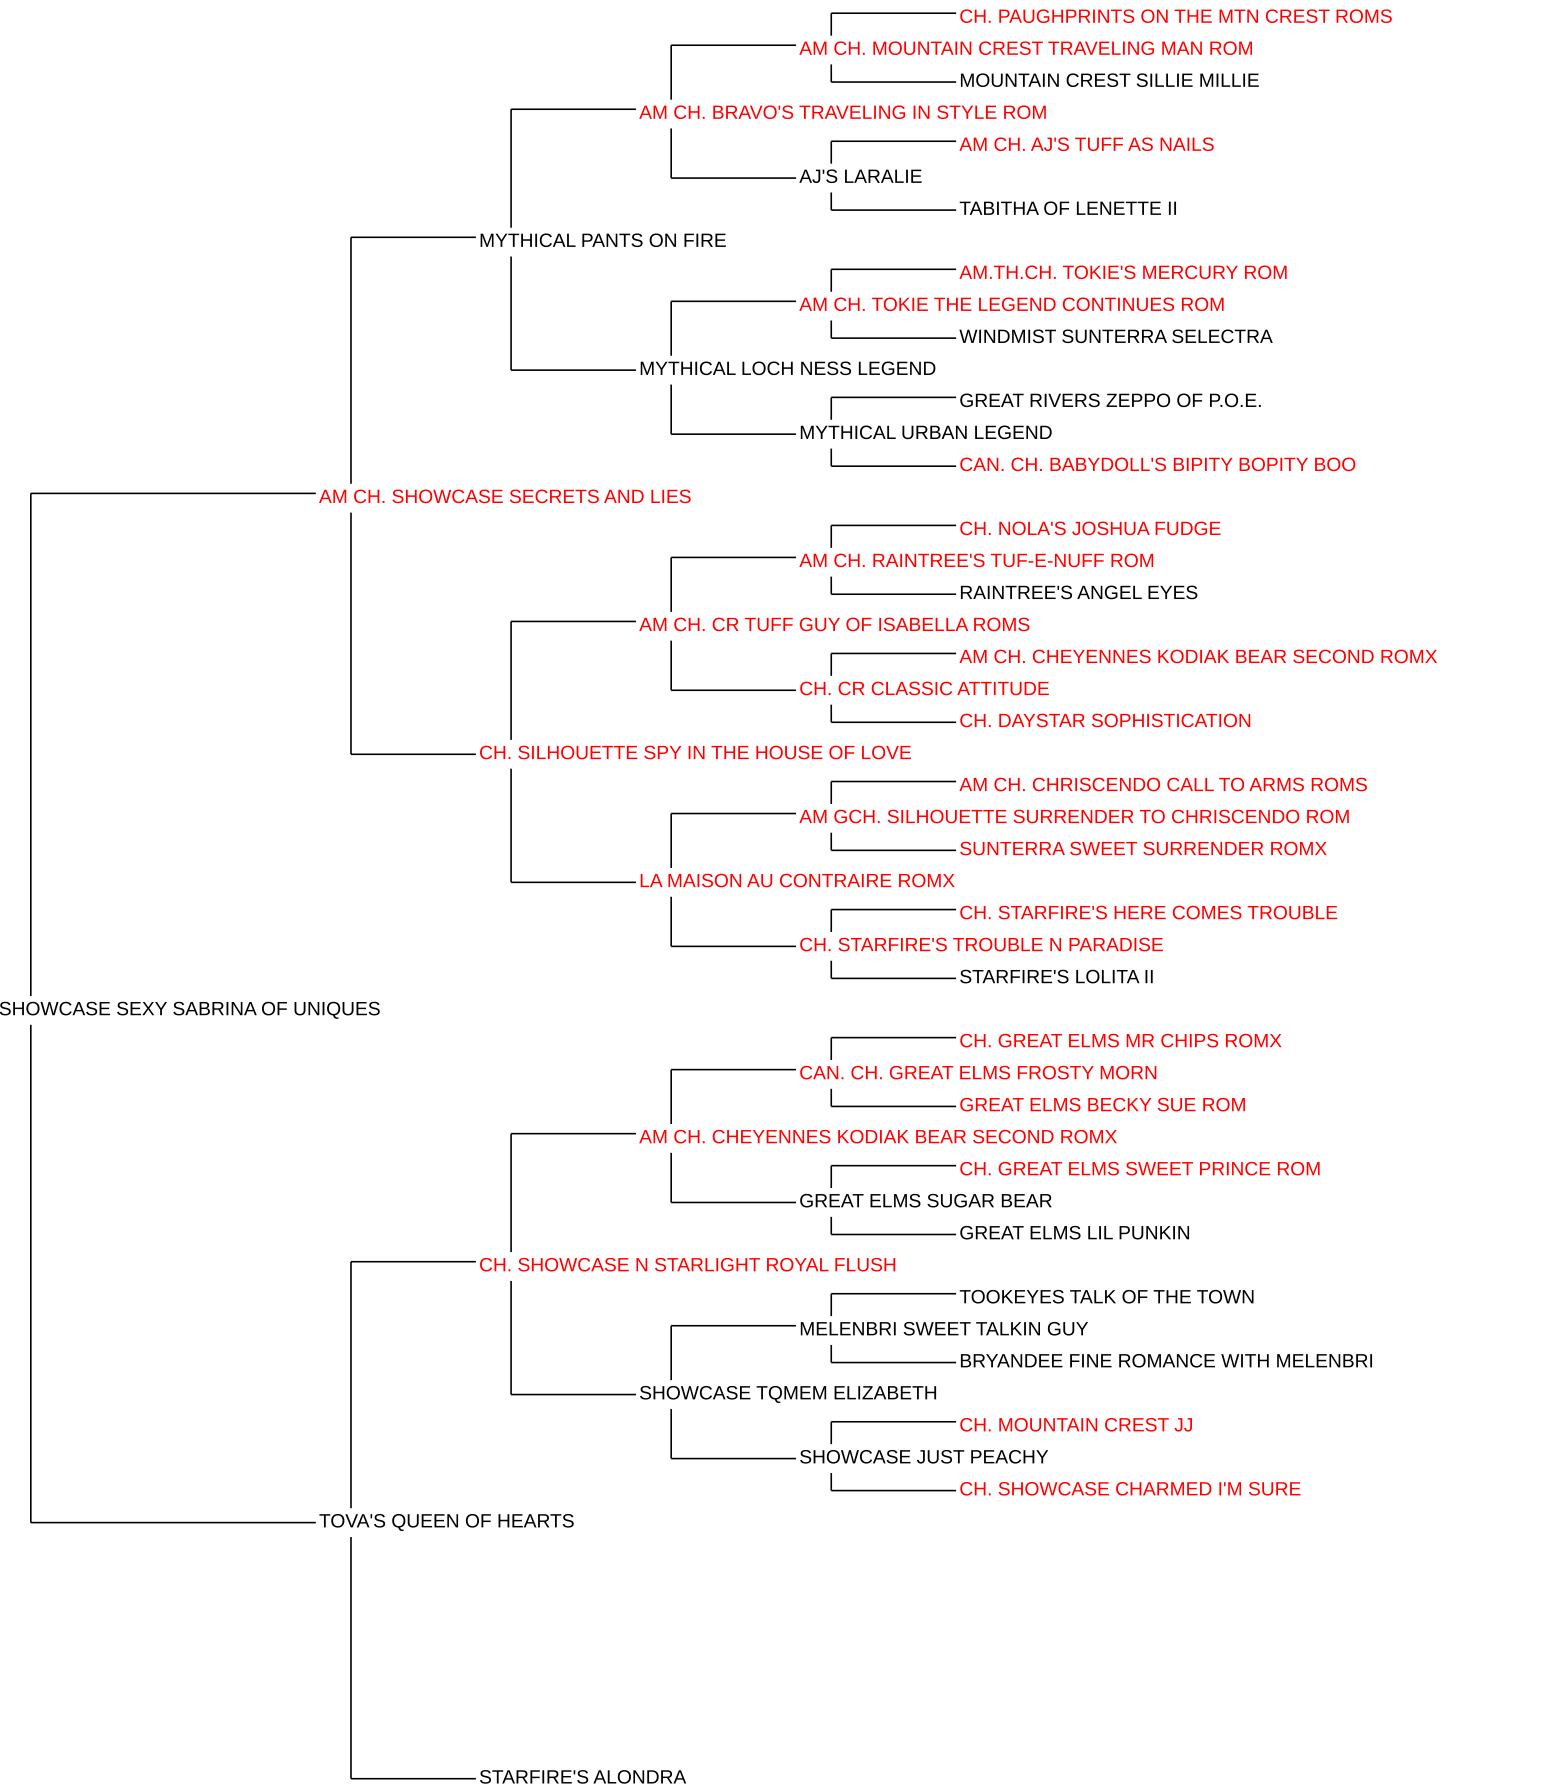 CH. PAUGHPRINTS ON THE MTN CREST ROMS
AM CH. MOUNTAIN CREST TRAVELING MAN ROM
MOUNTAIN CREST SILLIE MILLIE
AM CH. BRAVO'S TRAVELING IN STYLE ROM
AM CH. AJ'S TUFF AS NAILS
AJ'S LARALIE
TABITHA OF LENETTE II
MYTHICAL PANTS ON FIRE
AM.TH.CH. TOKIE'S MERCURY ROM
AM CH. TOKIE THE LEGEND CONTINUES ROM
WINDMIST SUNTERRA SELECTRA
MYTHICAL LOCH NESS LEGEND
GREAT RIVERS ZEPPO OF P.O.E.
MYTHICAL URBAN LEGEND
CAN. CH. BABYDOLL'S BIPITY BOPITY BOO
AM CH. SHOWCASE SECRETS AND LIES
CH. NOLA'S JOSHUA FUDGE
AM CH. RAINTREE'S TUF-E-NUFF ROM
RAINTREE'S ANGEL EYES
AM CH. CR TUFF GUY OF ISABELLA ROMS
AM CH. CHEYENNES KODIAK BEAR SECOND ROMX
CH. CR CLASSIC ATTITUDE
CH. DAYSTAR SOPHISTICATION
CH. SILHOUETTE SPY IN THE HOUSE OF LOVE
AM CH. CHRISCENDO CALL TO ARMS ROMS
AM GCH. SILHOUETTE SURRENDER TO CHRISCENDO ROM
SUNTERRA SWEET SURRENDER ROMX
LA MAISON AU CONTRAIRE ROMX
CH. STARFIRE'S HERE COMES TROUBLE
CH. STARFIRE'S TROUBLE N PARADISE
STARFIRE'S LOLITA II
SHOWCASE SEXY SABRINA OF UNIQUES
CH. GREAT ELMS MR CHIPS ROMX
CAN. CH. GREAT ELMS FROSTY MORN
GREAT ELMS BECKY SUE ROM
AM CH. CHEYENNES KODIAK BEAR SECOND ROMX
CH. GREAT ELMS SWEET PRINCE ROM
GREAT ELMS SUGAR BEAR
GREAT ELMS LIL PUNKIN
CH. SHOWCASE N STARLIGHT ROYAL FLUSH
TOOKEYES TALK OF THE TOWN
MELENBRI SWEET TALKIN GUY
BRYANDEE FINE ROMANCE WITH MELENBRI
SHOWCASE TQMEM ELIZABETH
CH. MOUNTAIN CREST JJ
SHOWCASE JUST PEACHY
CH. SHOWCASE CHARMED I'M SURE
TOVA'S QUEEN OF HEARTS
STARFIRE'S ALONDRA